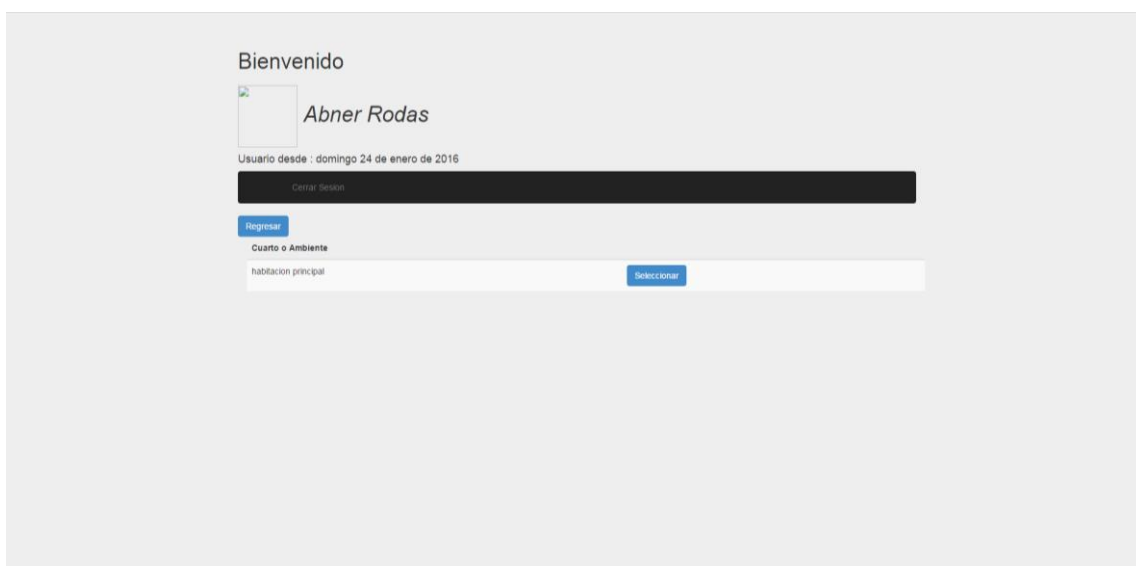 Bienvenido
Abner Rodas
Usuario desde : domingo 24 de enero de 2016
Cerrar Sesion
Regresar
Cuarto o Ambiente
habitacion principal
Seleccionar